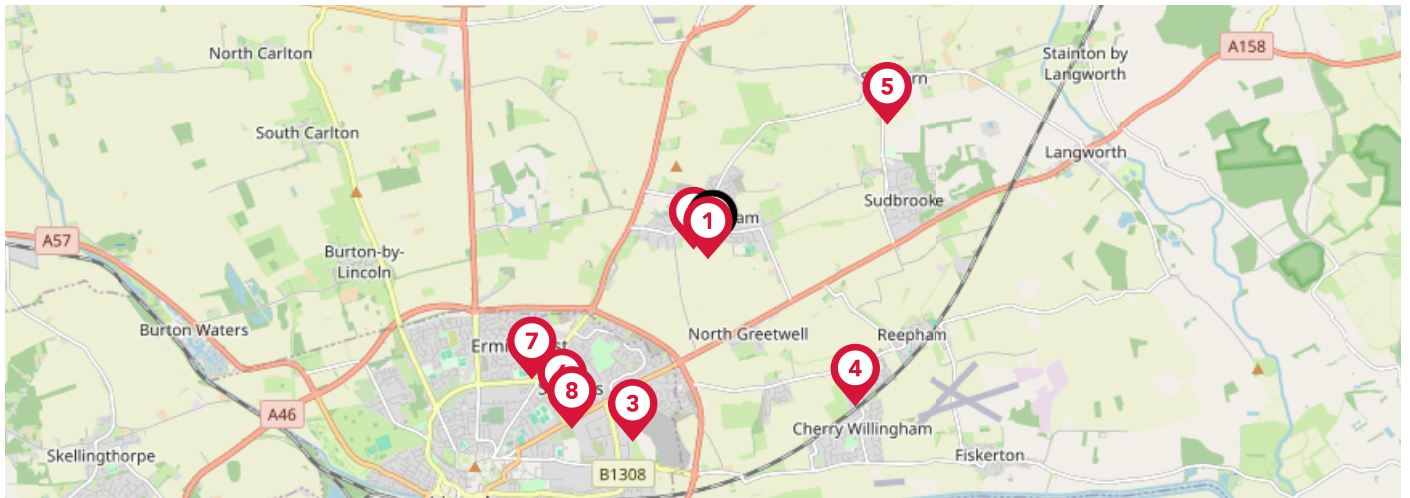 North Carlton
Stainton by
Langworth
A158
5
South Carlton
Langworth
Sudbrooke
1
A57
Burton-by-
Lincoln
Burton Waters
North Greetwell
Reepham
7
4
8
3
A46
Cherry Willingham
Skellingthorpe
Fiskerton
B1308